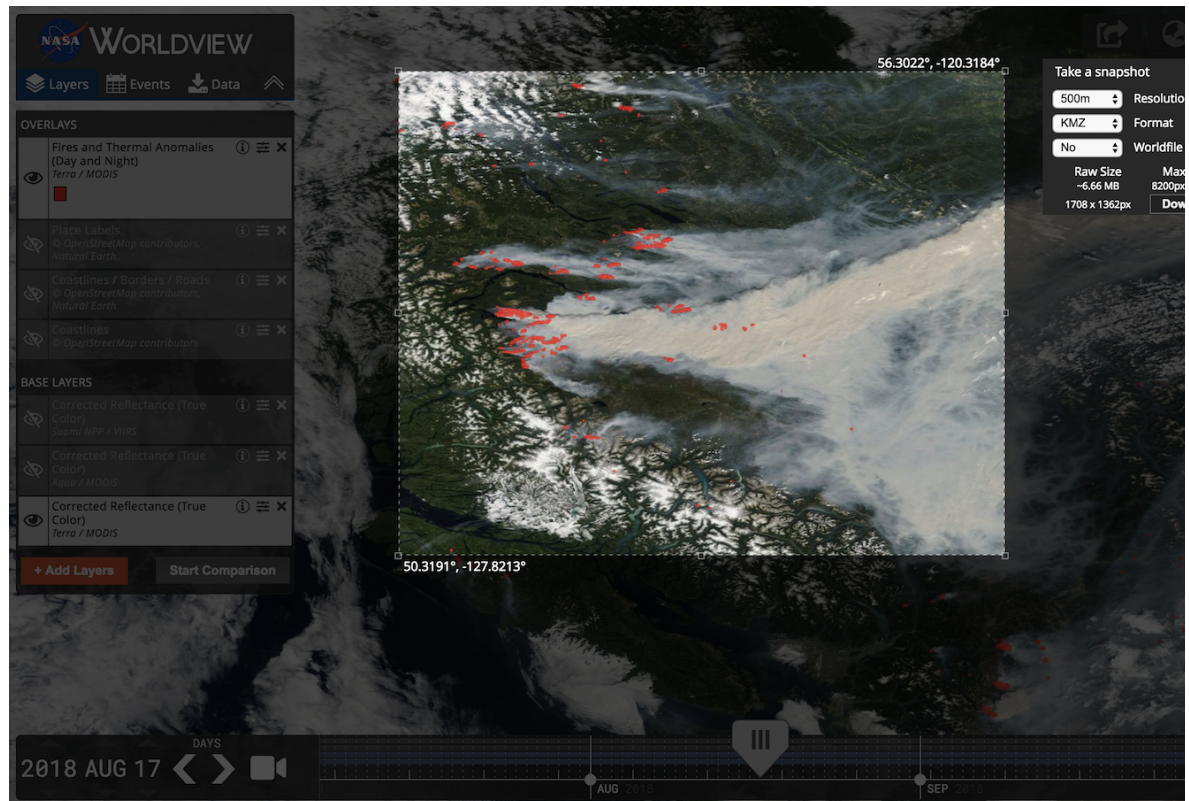 NASA WORLDVIEW
Layers Events Data
OVERLAYS
Fires and Thermal Anomalies
(Day and Night)
Terra / MODIS
Place Labels
© OpenStreetMap contributors,
Natural Earth
Coastlines / Borders / Roads
© OpenStreetMap contributors,
Natural Earth
Coastlines
© OpenStreetMap contributors
BASE LAYERS
Corrected Reflectance (True
Color)
Suomi NPP / VIIRS
Corrected Reflectance (True
Color)
Aqua / MODIS
Corrected Reflectance (True
Color)
Terra / MODIS
+ Add Layers Start Comparison
56.3022°, -120.3184°
50.3191°, -127.8213°
Take a snapshot
500m Resolutio
KMZ Format
No Worldfile
Raw Size Max
~6.66 MB 8200px
1708 x 1362px Dow
DAYS
2018 AUG 17
AUG 2018
SEP 2018